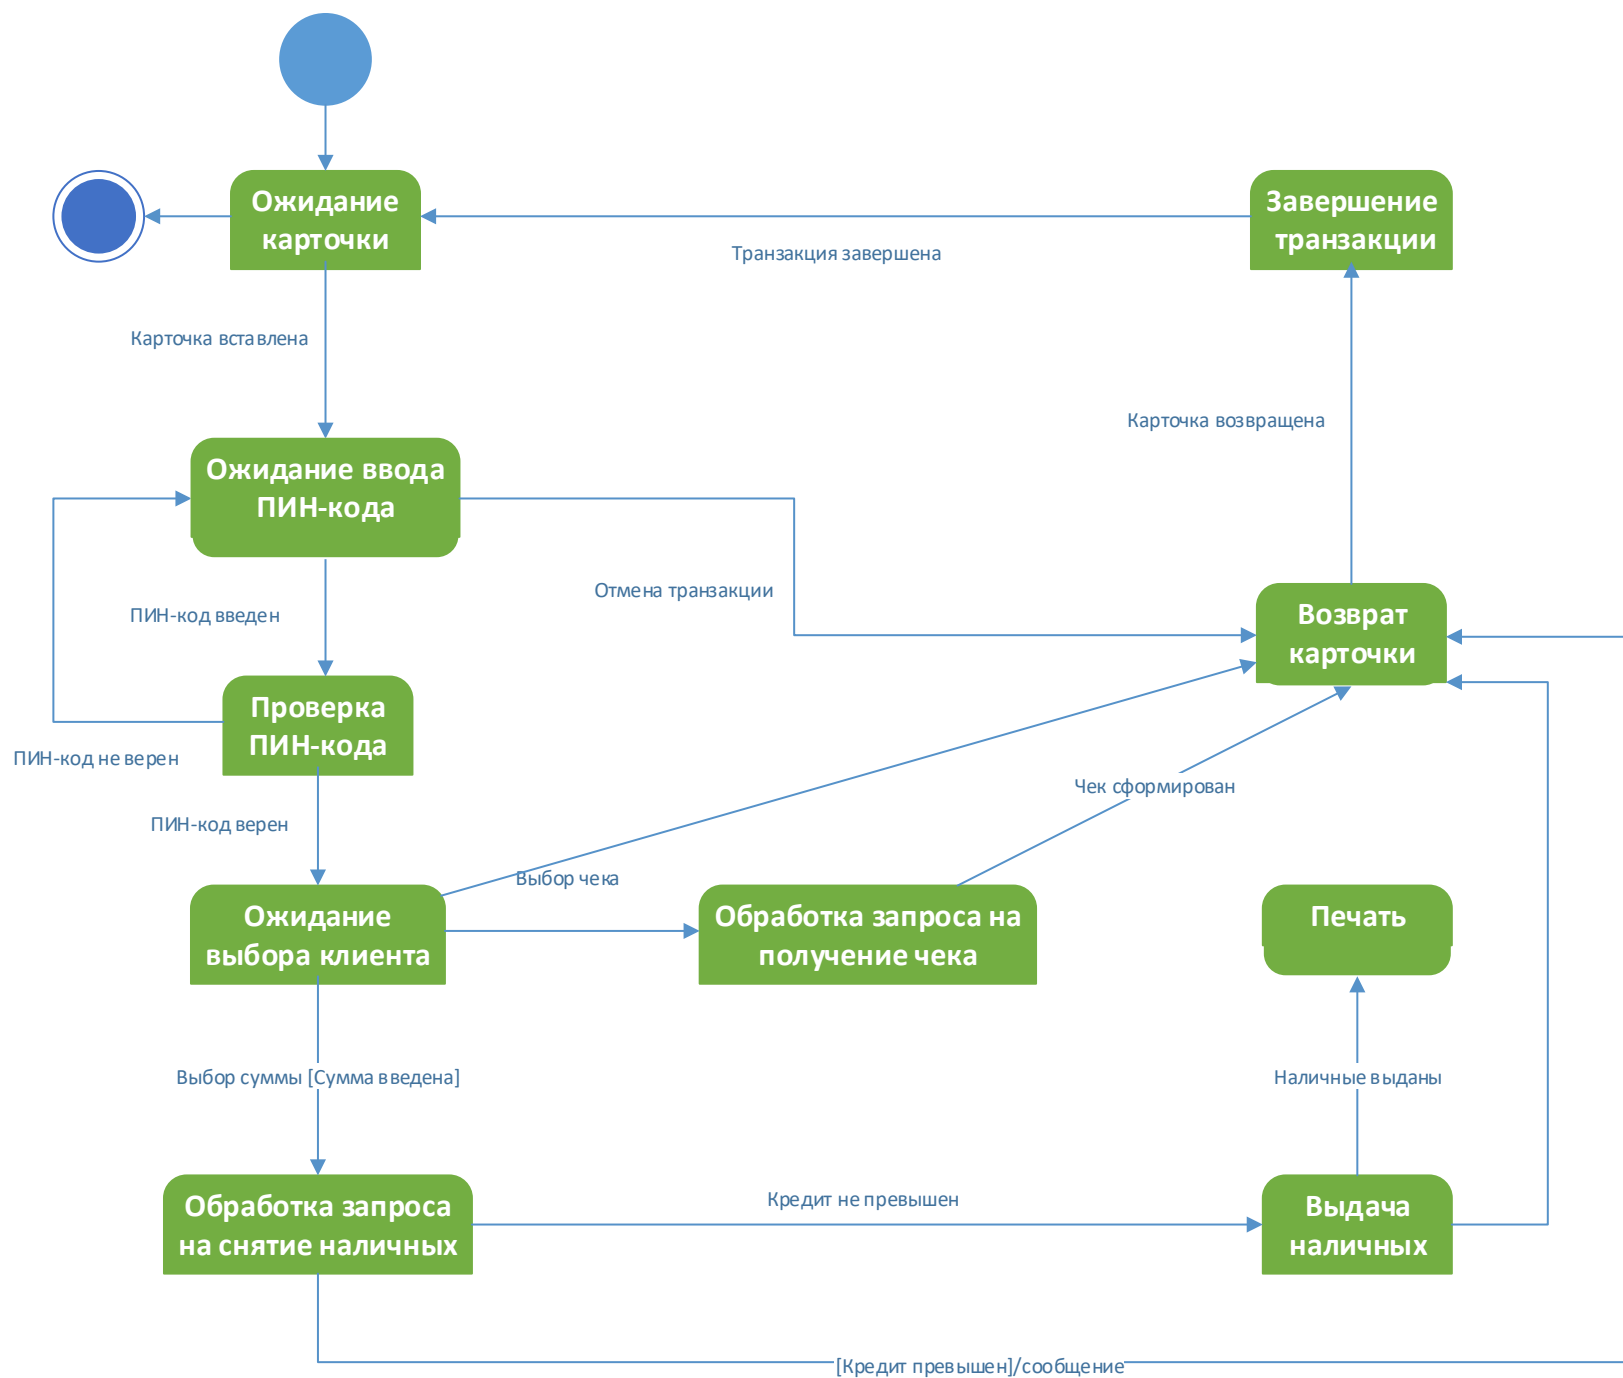 Ожидание
карточки
Завершение
транзакции
Транзакция завершена
Карточка вставлена
Карточка возвращена
Ожидание ввода
ПИН-кода
Отмена транзакции
ПИН-код введен
Возврат
карточки
Проверка
ПИН-кода
ПИН-код не верен
Чек сформирован
ПИН-код верен
Выбор чека
Ожидание
выбора клиента
Обработка запроса на
получение чека
Печать
Выбор суммы [Сумма введена]
Наличные выданы
Обработка запроса
на снятие наличных
Кредит не превышен
Выдача
наличных
[Кредит превышен]/сообщение